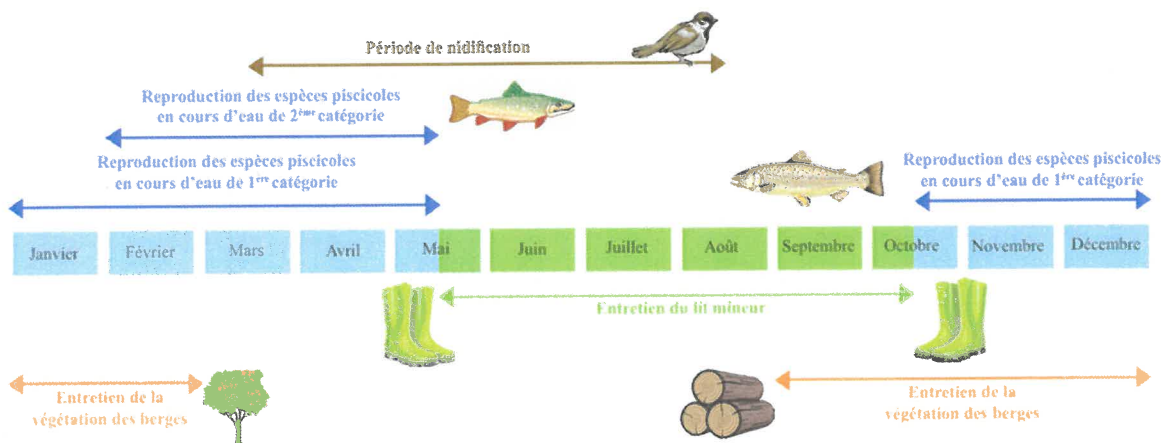 Période de nidification
Reproduction des espèces piscicoles
en cours d'eau de 2ème catégorie
Reproduction des espèces piscicoles
en cours d'eau de 1ère catégorie
Reproduction des espèces piscicoles
en cours d'eau de 1ère catégorie
Janvier Février Mars Avril Mai Juin Juillet Août Septembre Octobre Novembre Décembre
Entretien du lit mineur
Entretien de la
végétation des berges
Entretien de la
végétation des berges